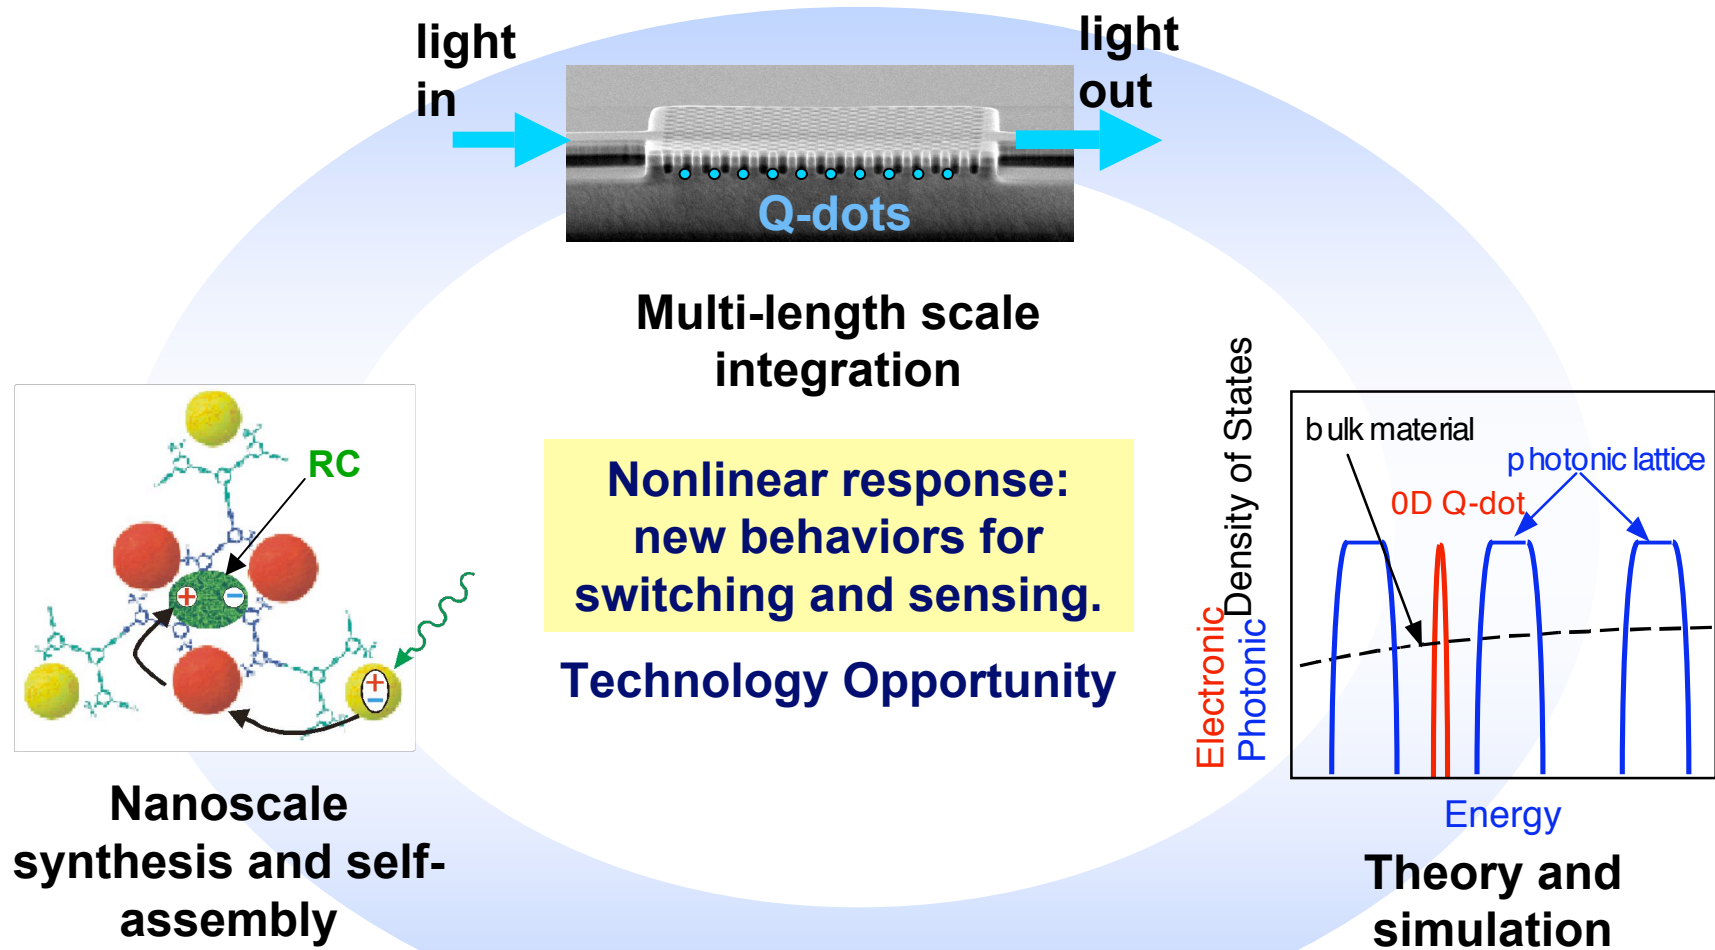 light
in
light
out
Q-dots
Multi-length scale
integration
RC
+
−
+
−
Nanoscale
synthesis and self-
assembly
Nonlinear response:
new behaviors for
switching and sensing.
Technology Opportunity
Density of States
Electronic
Photonic
bulk material
photonic lattice
0D Q-dot
Energy
Theory and
simulation